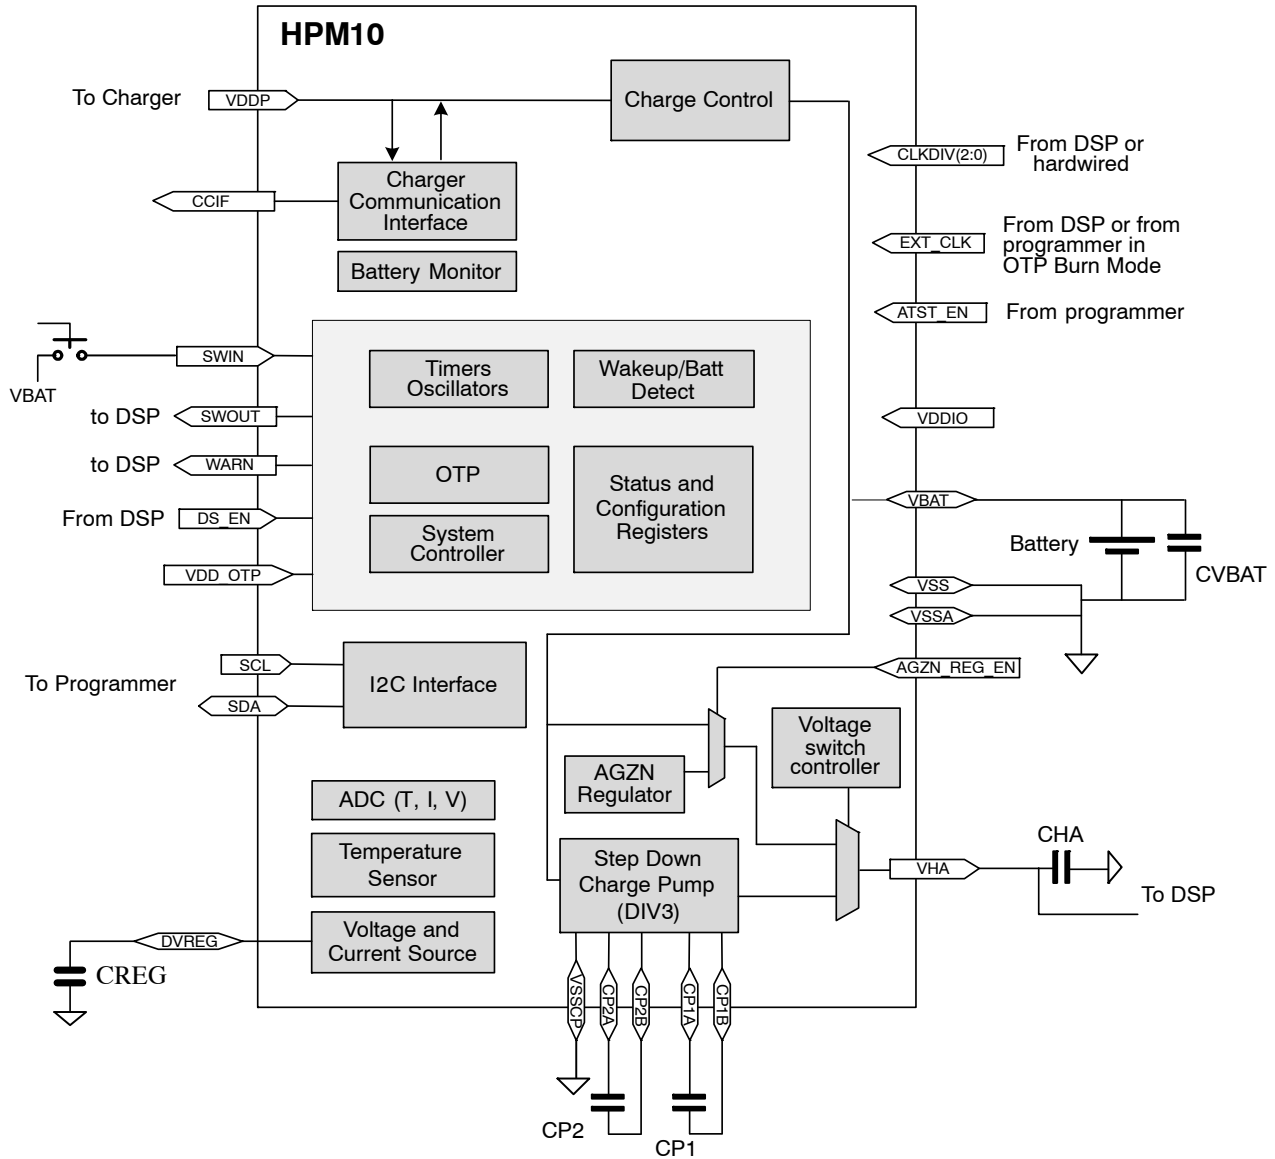 HPM10
To Charger
VDDP
Charge Control
CLKDIV(2:0)
From DSP or
hardwired
Charger
Communication
Interface
CCIF
EXT_CLK
From DSP or from
programmer in
OTP Burn Mode
Battery Monitor
ATST_EN
From programmer
VBAT
SWIN
Timers
Oscillators
Wakeup/Batt
Detect
to DSP
SWOUT
VDDIO
to DSP
WARN
OTP
Status and
Configuration
Registers
From DSP
DS_EN
System
Controller
VDD_OTP
VBAT
Battery
CVBAT
VSS
VSSA
To Programmer
SCL
SDA
I2C Interface
AGZN_REG_EN
Voltage
switch
controller
AGZN
Regulator
ADC (T, I, V)
Temperature
Sensor
Voltage and
Current Source
Step Down
Charge Pump
(DIV3)
VHA
CHA
To DSP
DVREG
CREG
VSSCP
CP2A
CP2B
CP1A
CP1B
CP2
CP1